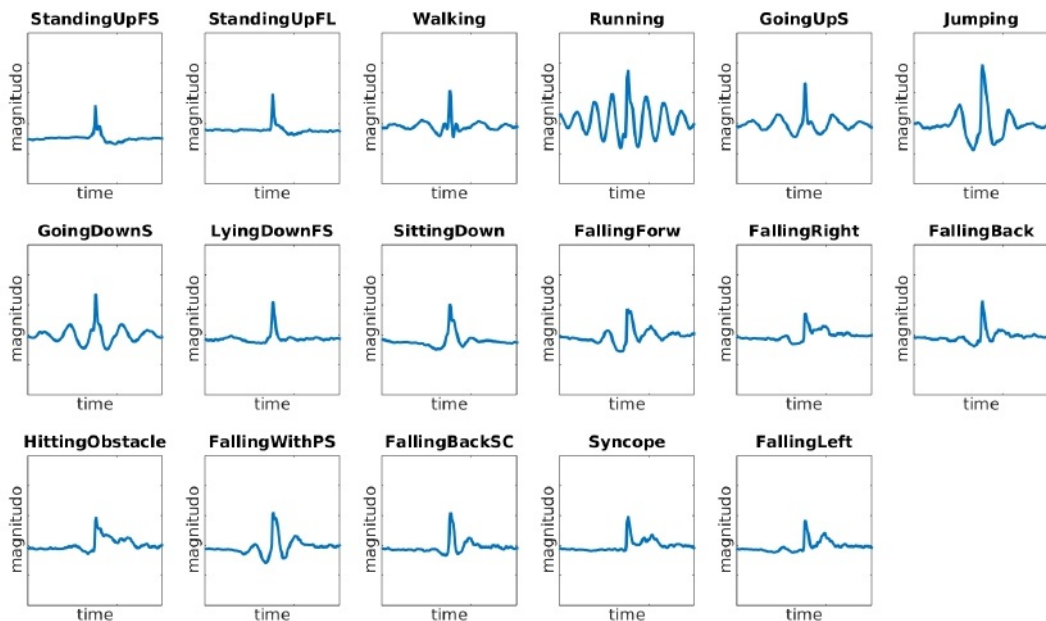 StandingUpFS StandingUpFL Walking Running GoingUpS Jumping
magnitudo magnitudo magnitudo magnitudo magnitudo magnitudo
time time time time time time
GoingDownS LyingDownFS SittingDown FallingForw FallingRight FallingBack
magnitudo magnitudo magnitudo magnitudo magnitudo magnitudo
time time time time time time
HittingObstacle FallingWithPS FallingBackSC Syncope FallingLeft
magnitudo magnitudo magnitudo magnitudo magnitudo
time time time time time